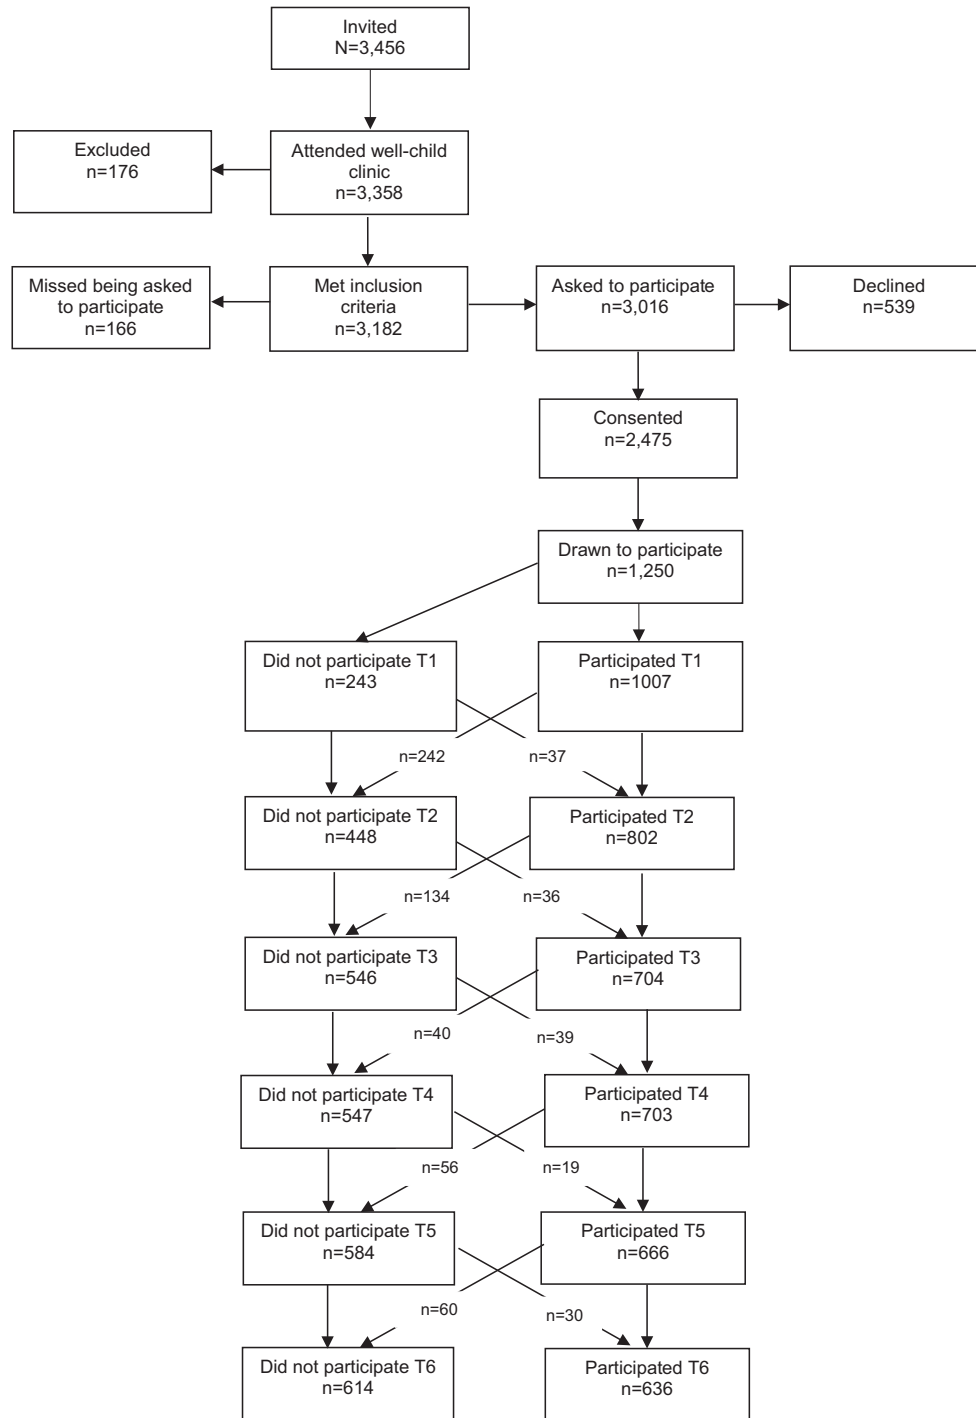 Invited
N=3,456
Excluded
n=176
Attended well-child
clinic
n=3,358
Missed being asked
to participate
n=166
Met inclusion
criteria
n=3,182
Asked to participate
n=3,016
Declined
n=539
Consented
n=2,475
Drawn to participate
n=1,250
Did not participate T1
n=243
Participated T1
n=1007
n=242
n=37
Did not participate T2
n=448
Participated T2
n=802
n=134
n=36
Did not participate T3
n=546
Participated T3
n=704
n=40
n=39
Did not participate T4
n=547
Participated T4
n=703
n=56
n=19
Did not participate T5
n=584
Participated T5
n=666
n=60
n=30
Did not participate T6
n=614
Participated T6
n=636